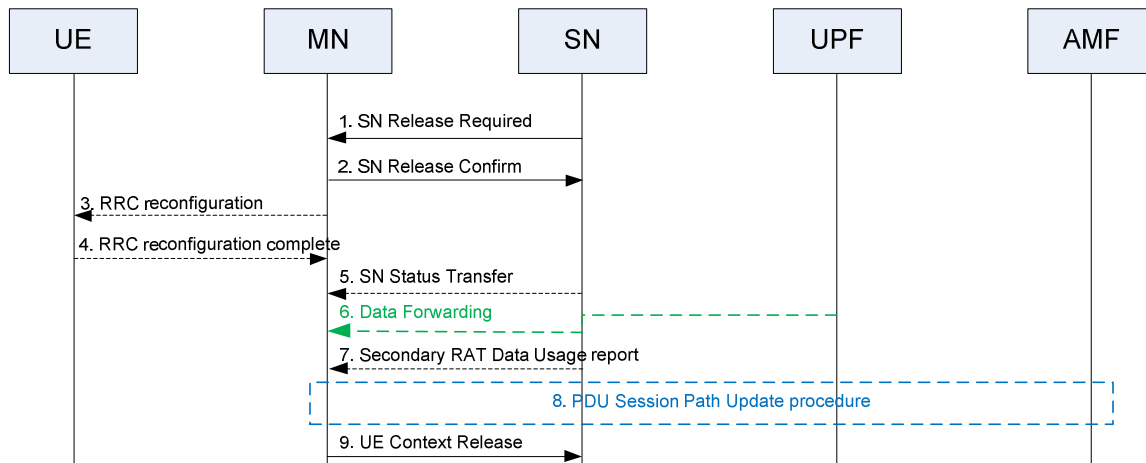 UE
MN
SN
UPF
AMF
1. SN Release Required
2. SN Release Confirm
3. RRC reconfiguration
4. RRC reconfiguration complete
5. SN Status Transfer
6. Data Forwarding
7. Secondary RAT Data Usage report
8. PDU Session Path Update procedure
9. UE Context Release